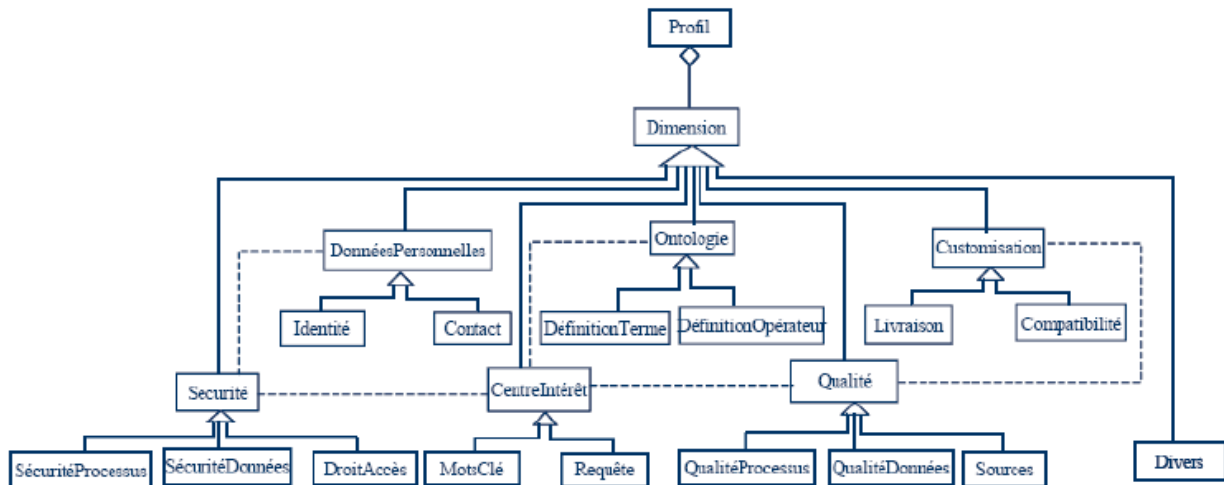 Profil
Dimension
DonnéesPersonnelles
Ontologie
Customisation
Identité
Contact
DéfinitionTerme
DéfinitionOpérateur
Livraison
Compatibilité
Sécurité
CentreIntérêt
Qualité
SécuritéProcessus
SécuritéDonnées
DroitAccès
MotsClé
Requête
QualitéProcessus
QualitéDonnées
Sources
Divers